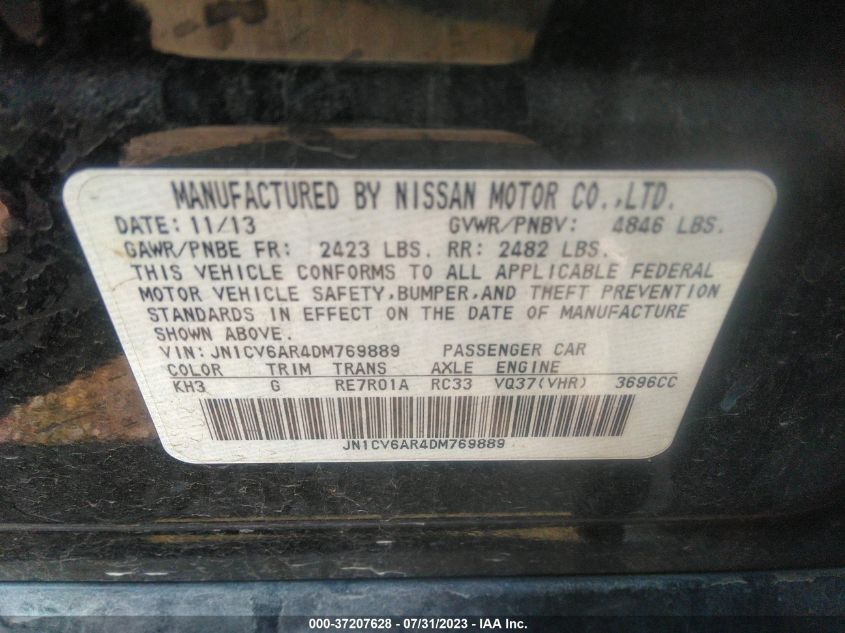 MANUFACTURED BY NISSAN MOTOR CO.,LTD.
DATE: 11/13 GVWR/PNBV: 4846 LBS.
GAWR/PNBE FR: 2423 LBS. RR: 2482 LBS.
THIS VEHICLE CONFORMS TO ALL APPLICABLE FEDERAL
MOTOR VEHICLE SAFETY,BUMPER,AND THEFT PREVENTION
STANDARDS IN EFFECT ON THE DATE OF MANUFACTURE
SHOWN ABOVE.
VIN: JN1CV6AR4DM769889 PASSENGER CAR
COLOR TRIM TRANS AXLE ENGINE
KH3 G RE7R01A RC33 VQ37(VHR) 3696CC
JN1CV6AR4DM769889
000-37207628 - 07/31/2023 - IAA Inc.